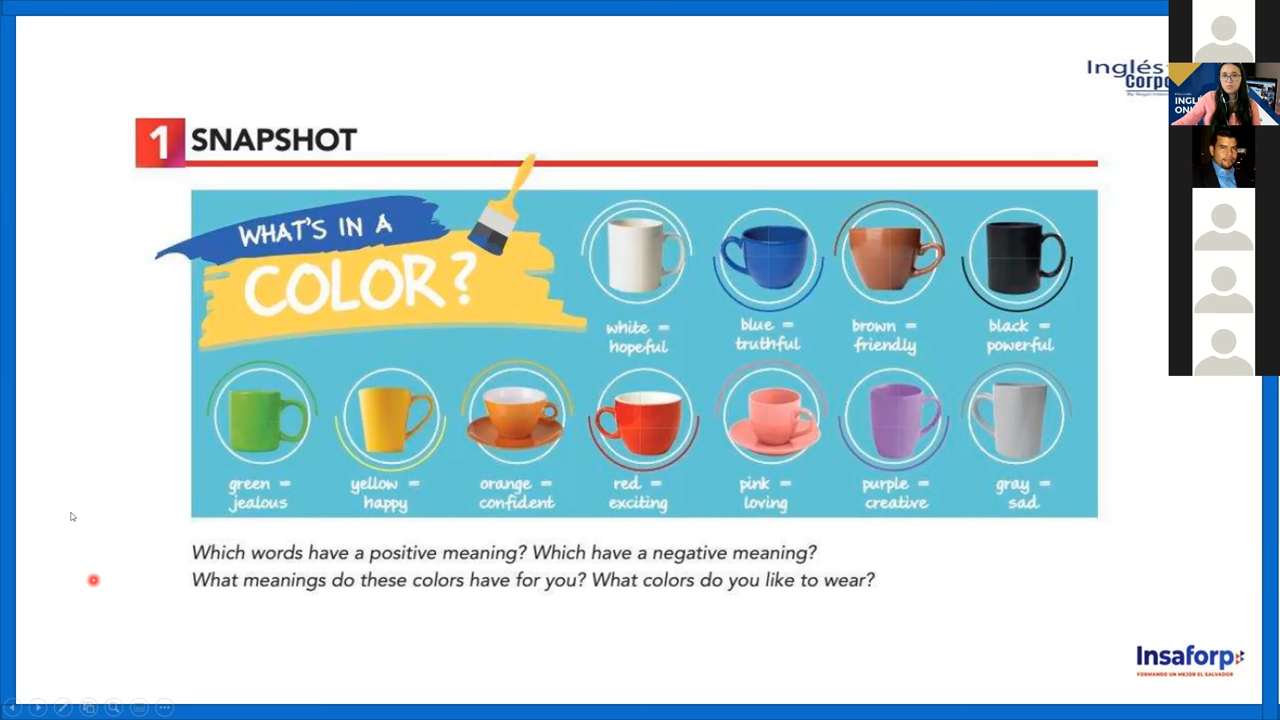 Inglés
Corpo
1 SNAPSHOT
WHAT'S IN A
COLOR?
white =
hopeful
blue =
truthful
brown =
friendly
black =
powerful
green =
jealous
yellow =
happy
orange =
confident
red =
exciting
pink =
loving
purple =
creative
gray =
sad
Which words have a positive meaning? Which have a negative meaning?
What meanings do these colors have for you? What colors do you like to wear?
Insaforp
FORMANDO UN MEJOR EL SALVADOR